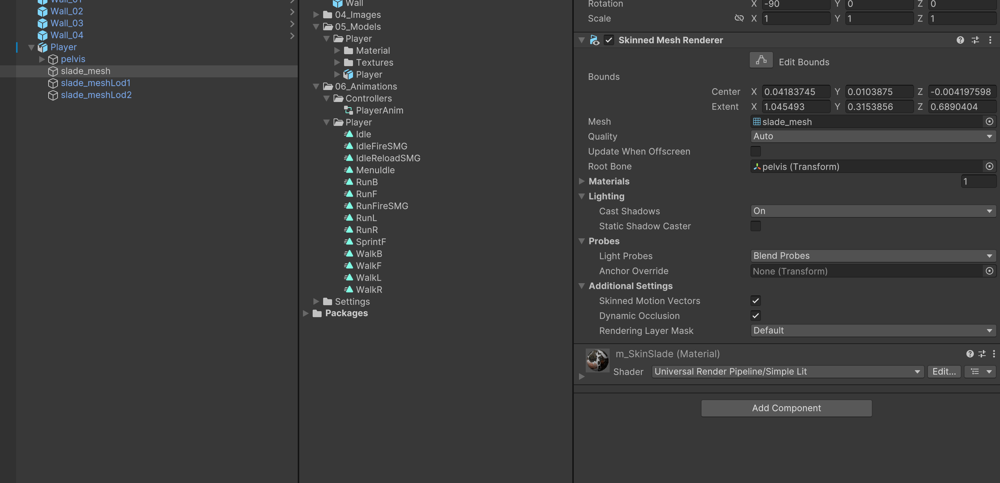 Wall_01
Wall_02
Wall_03
Wall_04
Player
pelvis
slade_mesh
slade_meshLod1
slade_meshLod2
Wall
04_Images
05_Models
Player
Material
Textures
Player
06_Animations
Controllers
PlayerAnim
Player
Idle
IdleFireSMG
IdleReloadSMG
MenuIdle
RunB
RunF
RunFireSMG
RunL
RunR
SprintF
WalkB
WalkF
WalkL
WalkR
Settings
Packages
Rotation X -90 Y 0 Z 0
Scale X 1 Y 1 Z 1
Skinned Mesh Renderer
Edit Bounds
Bounds
Center X 0.04183745 Y 0.0103875 Z -0.004197598
Extent X 1.045493 Y 0.3153856 Z 0.6890404
Mesh slade_mesh
Quality Auto
Update When Offscreen
Root Bone pelvis (Transform)
Materials 1
Lighting
Cast Shadows On
Static Shadow Caster
Probes
Light Probes Blend Probes
Anchor Override None (Transform)
Additional Settings
Skinned Motion Vectors
Dynamic Occlusion
Rendering Layer Mask Default
m_SkinSlade (Material)
Shader Universal Render Pipeline/Simple Lit Edit...
Add Component